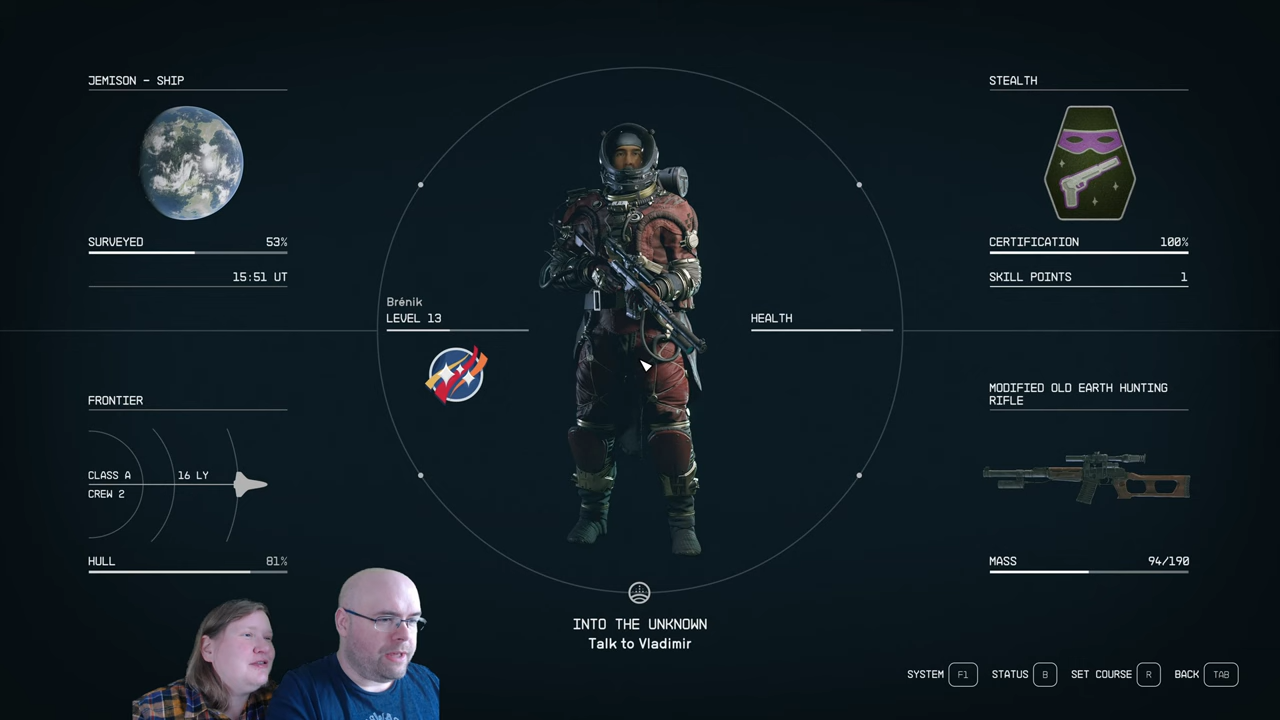 JEMISON - SHIP
SURVEYED 53%
15:51 UT
STEALTH
CERTIFICATION 100%
SKILL POINTS 1
Brénik
LEVEL 13
HEALTH
FRONTIER
CLASS A 16 LY
CREW 2
HULL 81%
MODIFIED OLD EARTH HUNTING
RIFLE
MASS 94/190
INTO THE UNKNOWN
Talk to Vladimir
SYSTEM F1 STATUS B SET COURSE R BACK TAB